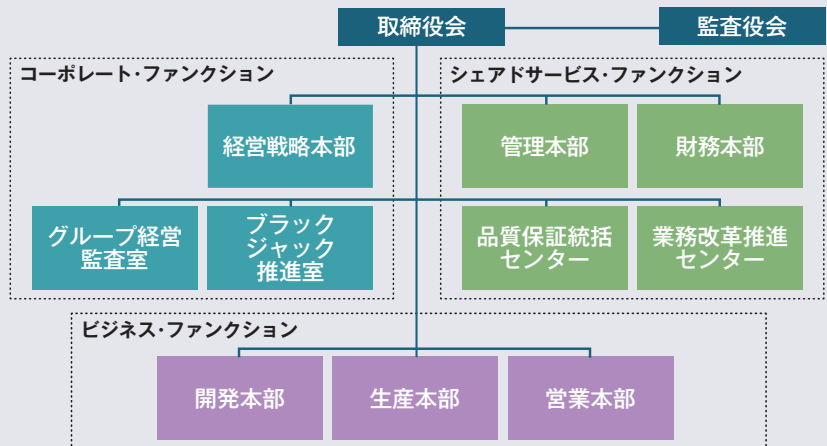 取締役会
監査役会
コーポレート・ファンクション
シェアドサービス・ファンクション
経営戦略本部
管理本部
財務本部
グループ経営
監査室
ブラック
ジャック
推進室
品質保証統括
センター
業務改革推進
センター
ビジネス・ファンクション
開発本部
生産本部
営業本部